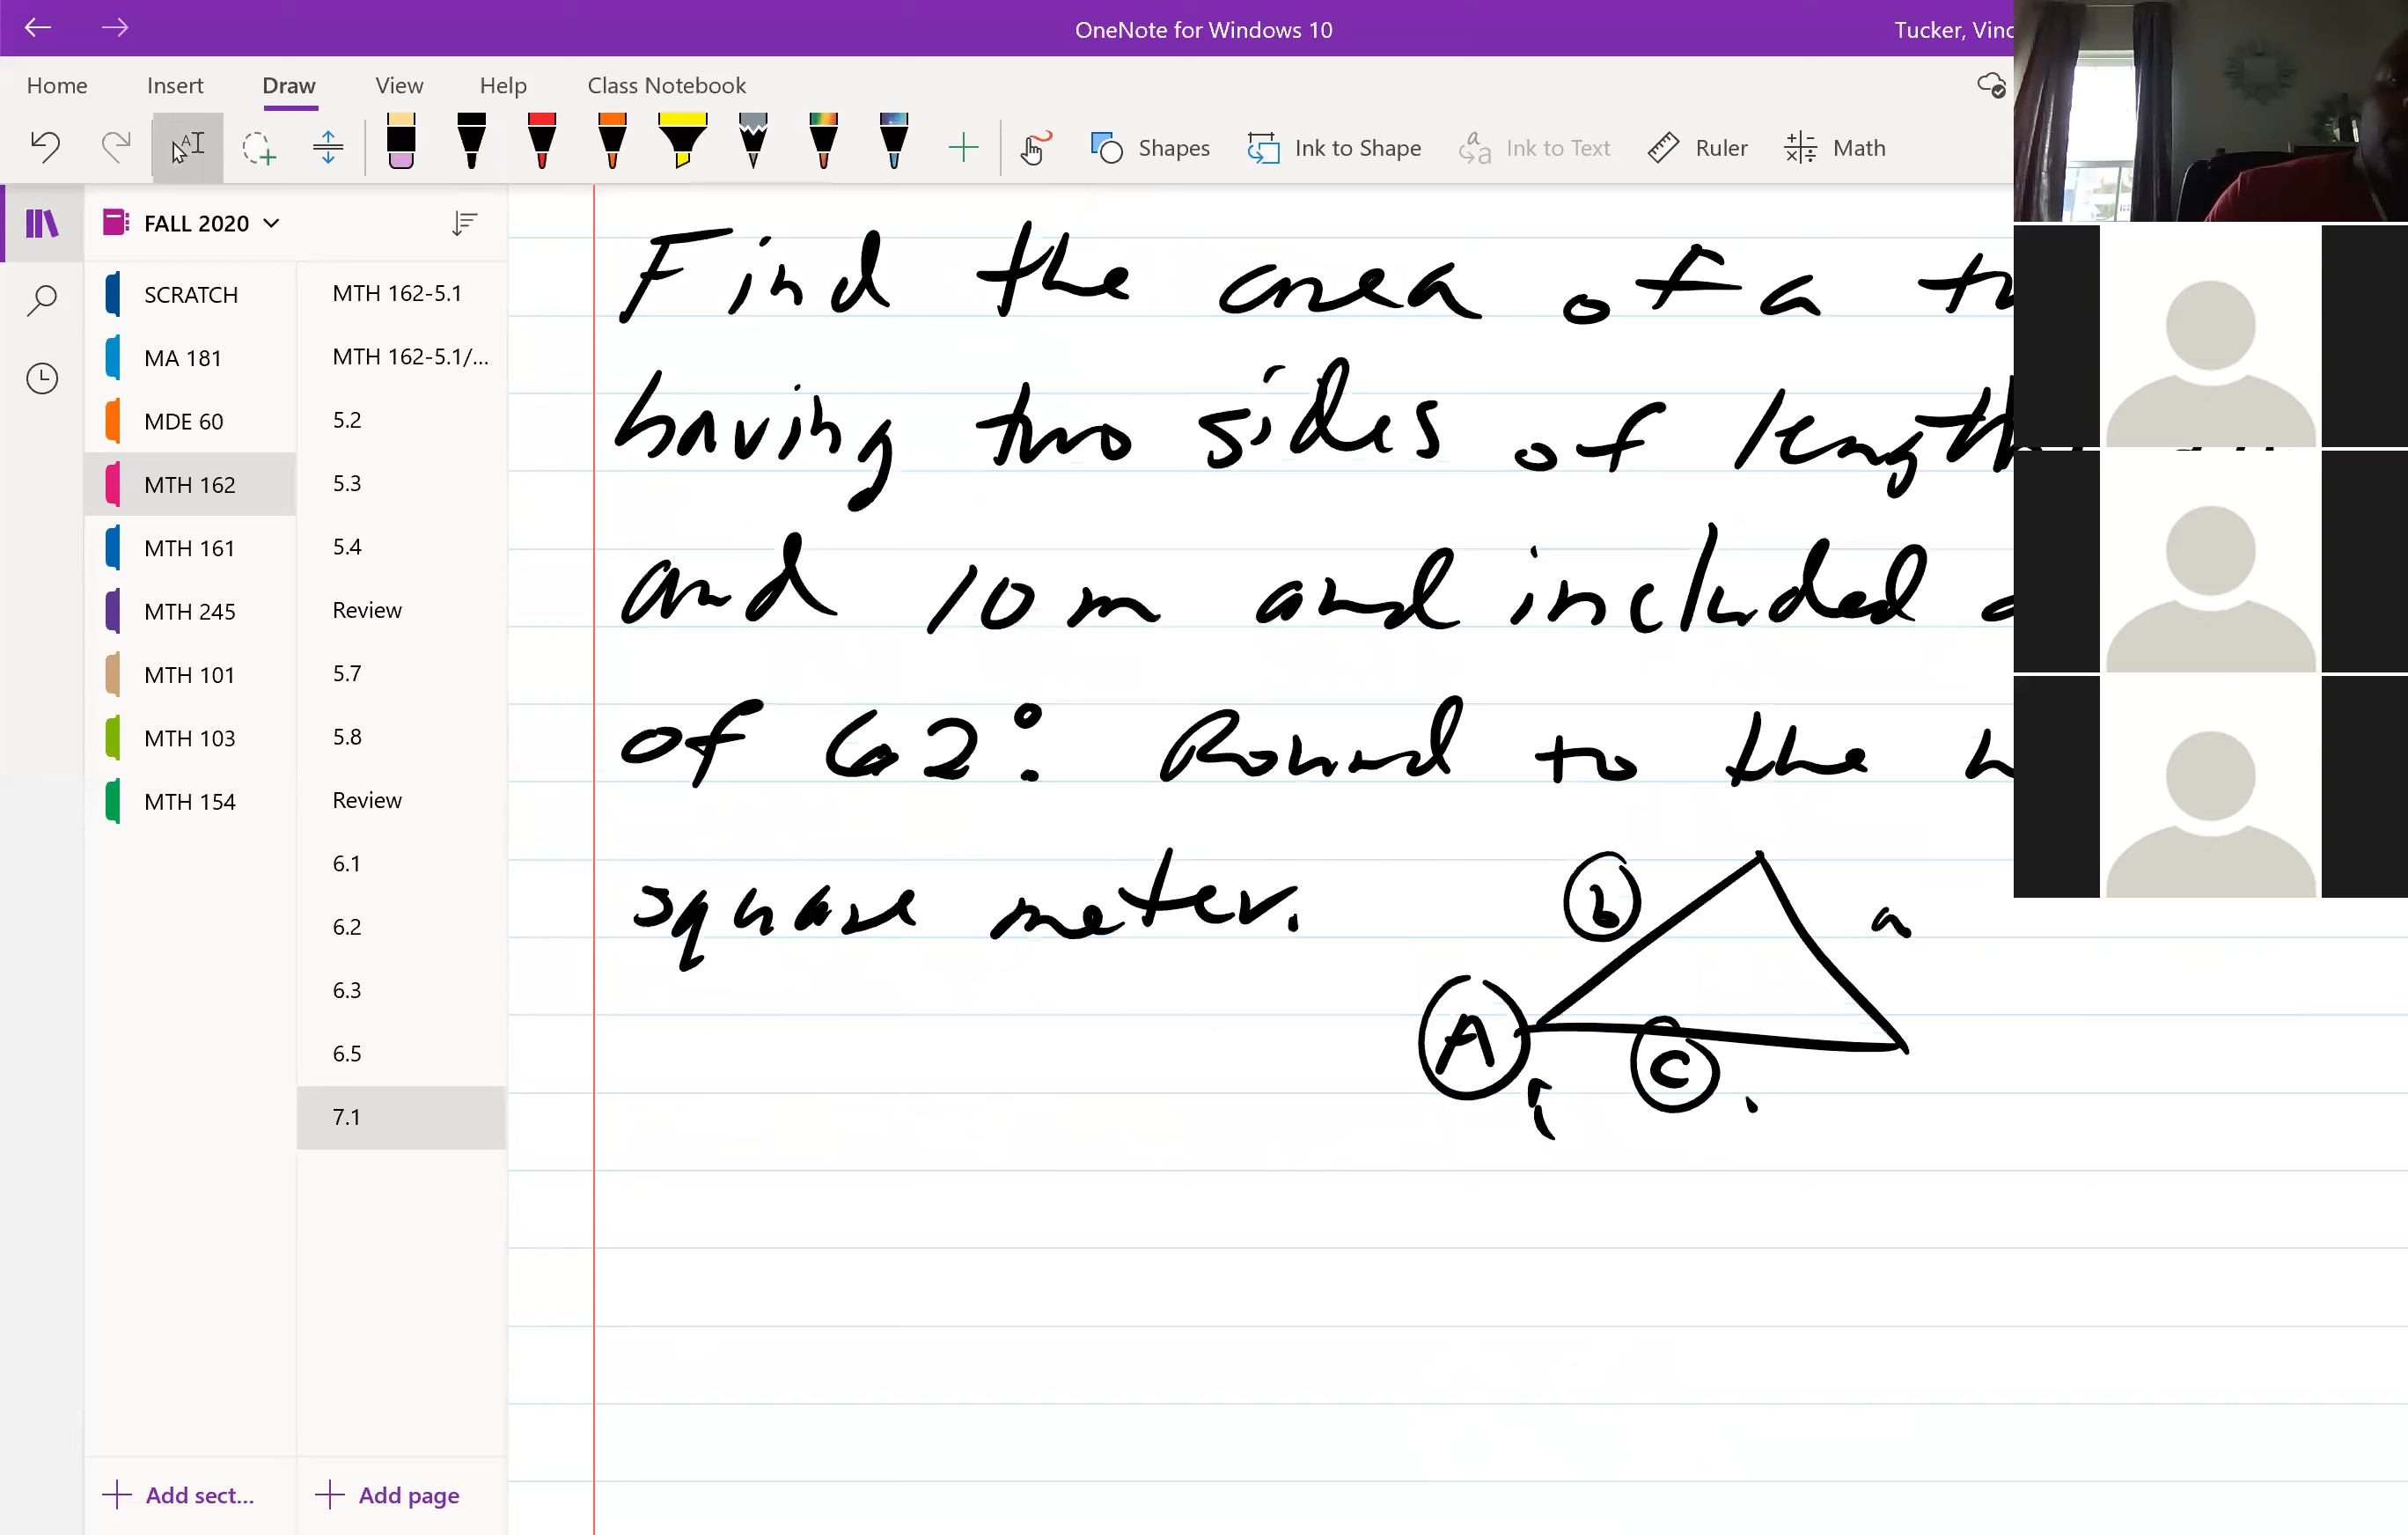 OneNote for Windows 10
Tucker, Vinc
Home Insert Draw View Help Class Notebook
Shapes Ink to Shape Ink to Text Ruler Math
FALL 2020
SCRATCH
MA 181
MDE 60
MTH 162
MTH 161
MTH 245
MTH 101
MTH 103
MTH 154
Add sect...
MTH 162-5.1
MTH 162-5.1/...
5.2
5.3
5.4
Review
5.7
5.8
Review
6.1
6.2
6.3
6.5
7.1
Add page
Find the area of a
having two sides of length
and 10 m and included
of 62°. Round to the
square meter.
b
a
A
c